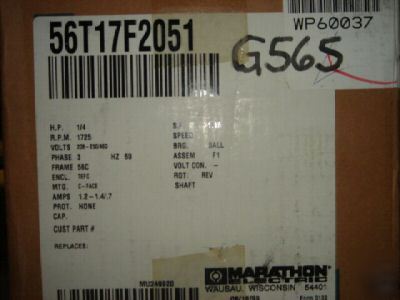 56T17F2051
G565
WP60037
H.P. 1/4
R.P.M. 1725
VOLTS 208-230/460
PHASE 3 HZ 60
FRAME 56C
ENCL. TEFC
MTG. C-FACE
AMPS 1.2-1.4/.7
PROT. NONE
CAP.
CUST PART #
REPLACES:
S.F.
SPEED
BRG. BALL
ASSEM F1
VOLT CON. -
ROT: REV
SHAFT
MARATHON
ELECTRIC
WAUSAU, WISCONSIN 54401